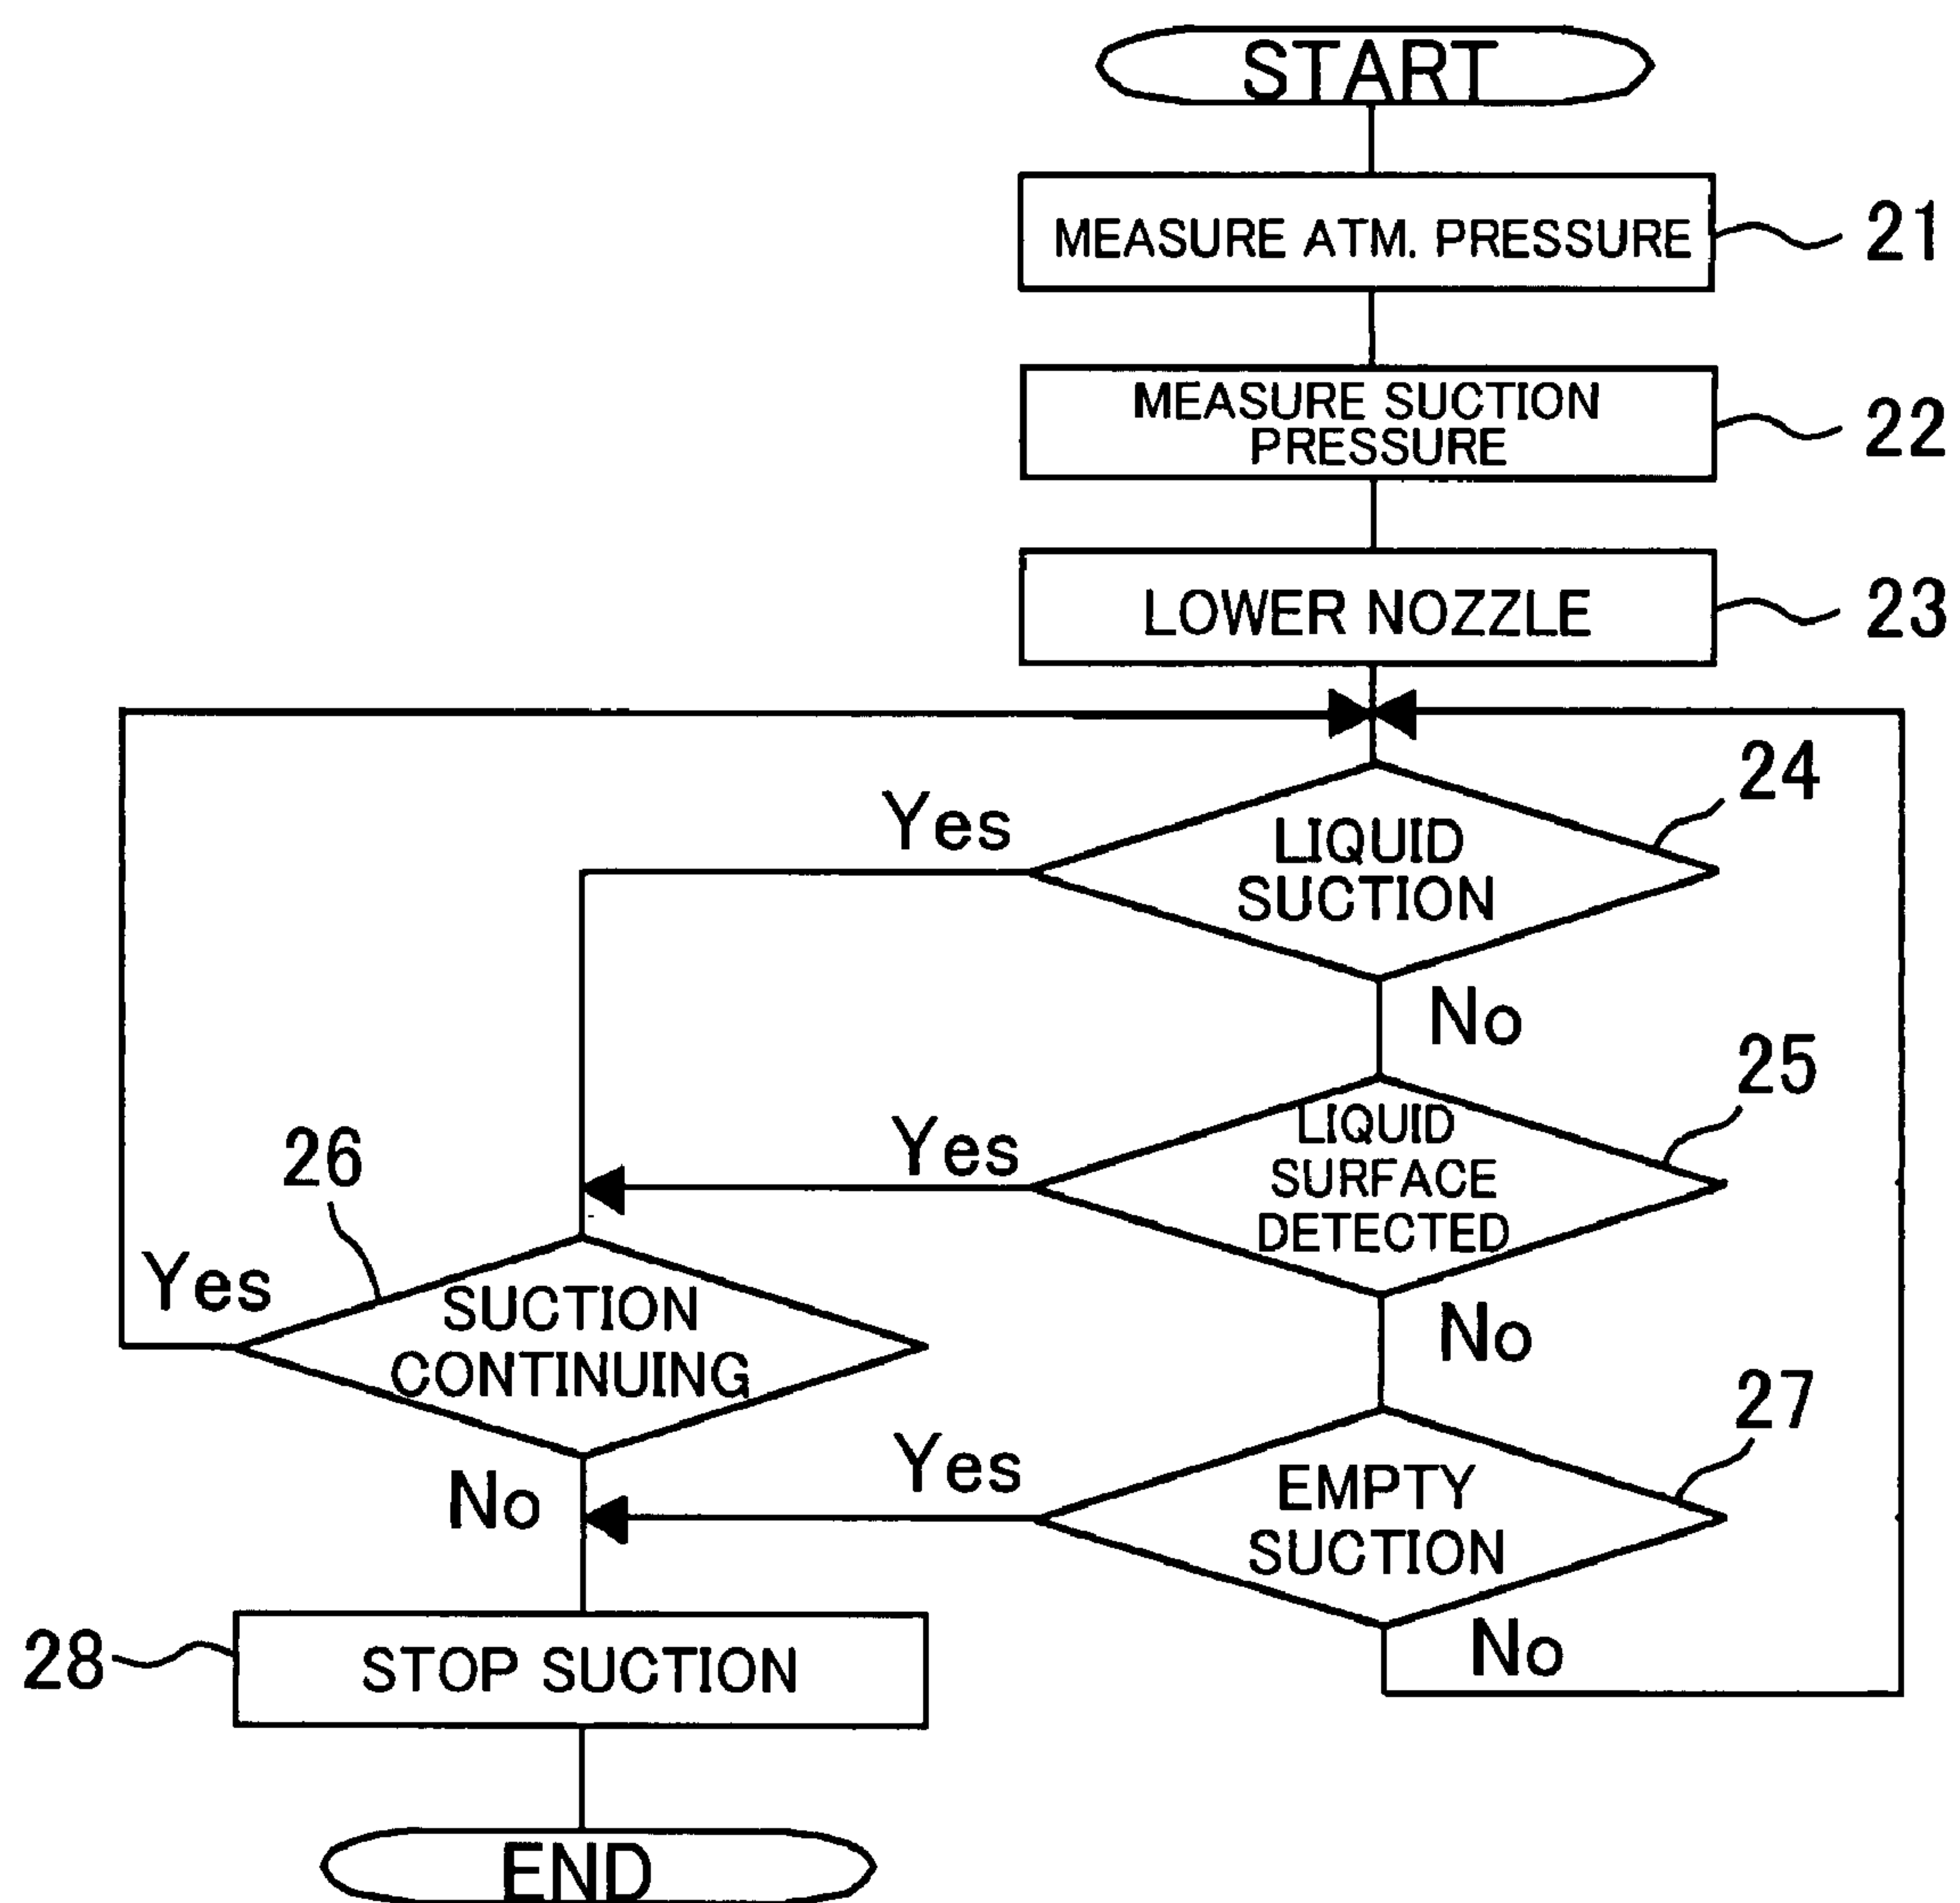 START
MEASURE ATM. PRESSURE
21
MEASURE SUCTION
PRESSURE
22
LOWER NOZZLE
23
24
Yes
LIQUID
SUCTION
No
25
LIQUID
SURFACE
DETECTED
Yes
No
26
Yes
SUCTION
CONTINUING
No
27
Yes
EMPTY
SUCTION
No
28
STOP SUCTION
END